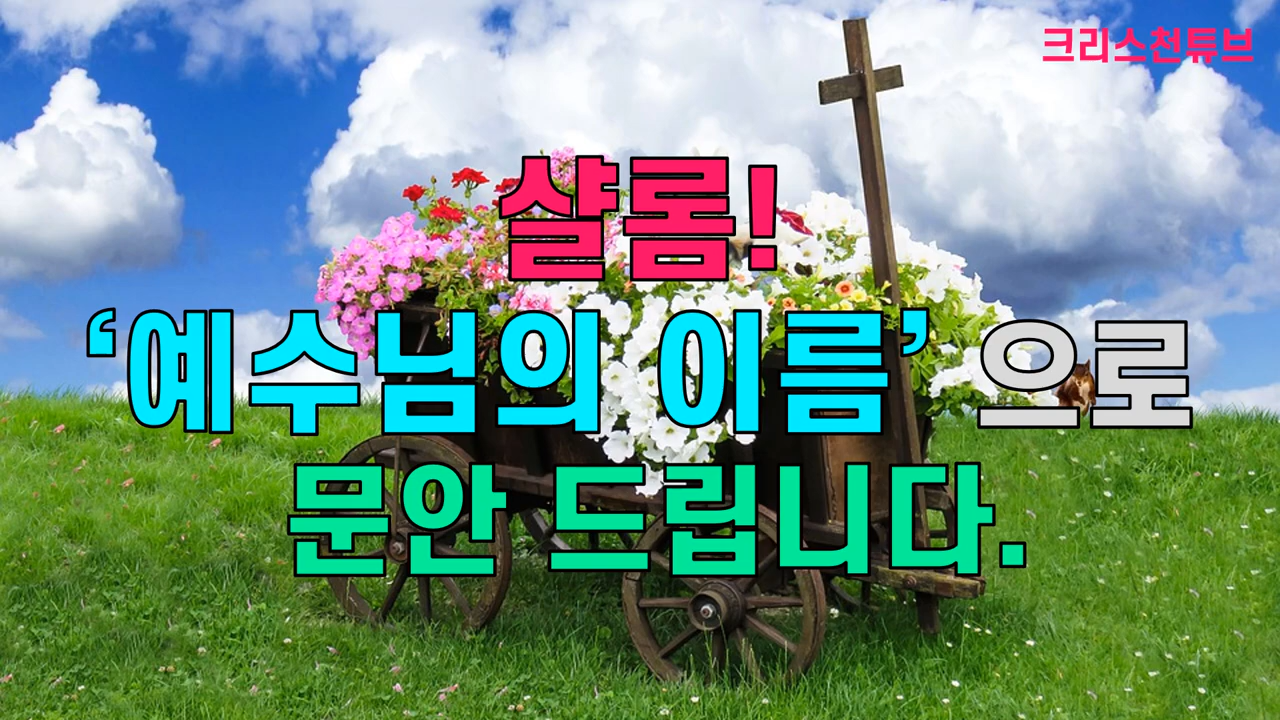 크리스천튜브
샬롬!
‘예수님의 이름’ 으로
문안 드립니다.